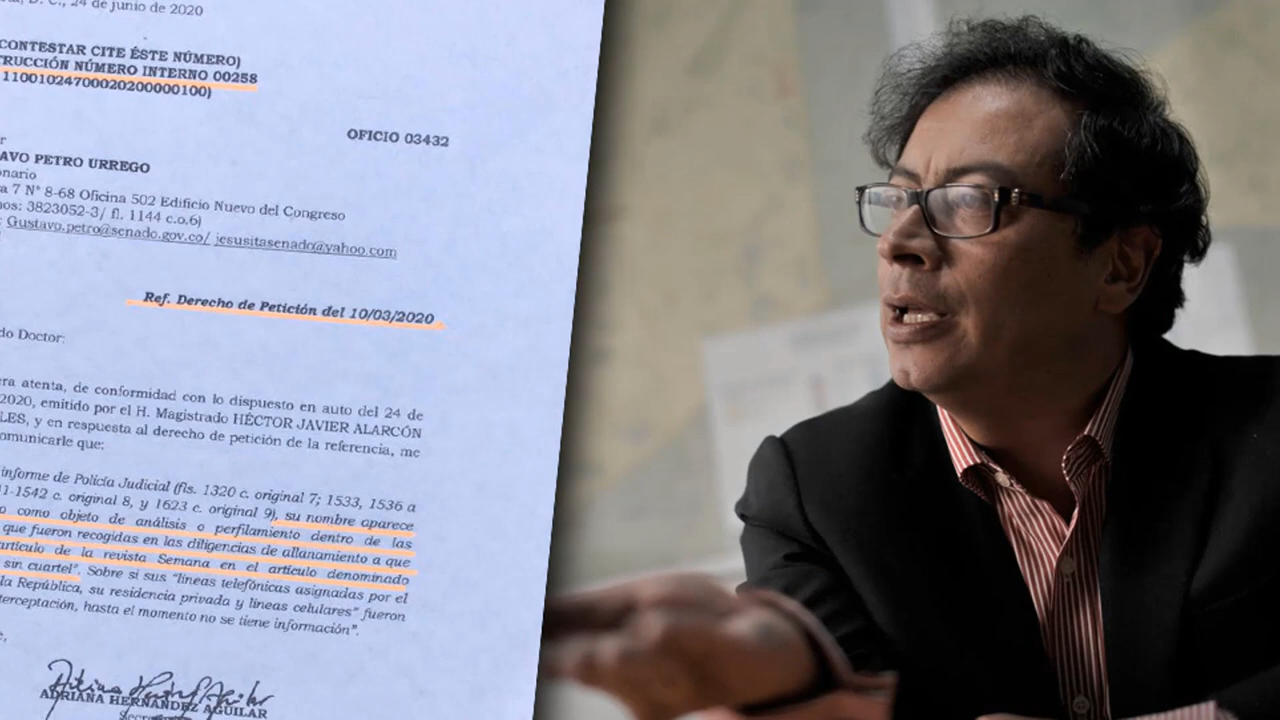 D. C., 24 de junio de 2020
CONTESTAR CITE ÉSTE NÚMERO)
TRUCCIÓN NÚMERO INTERNO 00258
11001024700020200000100)
OFICIO 03432
AVO PETRO URREGO
onario
a 7 N° 8-68 Oficina 502 Edificio Nuevo del Congreso
nos: 3823052-3/ fl. 1144 c.o.6)
: Gustavo.petro@senado.gov.co/ jesusitasenado@yahoo.com
Ref. Derecho de Petición del 10/03/2020
do Doctor:
era atenta, de conformidad con lo dispuesto en auto del 24 de
2020, emitido por el H. Magistrado HÉCTOR JAVIER ALARCÓN
LES, y en respuesta al derecho de petición de la referencia, me
omunicarle que:
informe de Policía Judicial (fls. 1320 c. original 7; 1533, 1536 a
41-1542 c. original 8, y 1623 c. original 9), su nombre aparece
o como objeto de análisis o perfilamiento dentro de las
que fueron recogidas en las diligencias de allanamiento a que
artículo de la revista Semana en el artículo denominado
sin cuartel". Sobre si sus "líneas telefónicas asignadas por el
la República, su residencia privada y líneas celulares" fueron
terceptación, hasta el momento no se tiene información".
e,
ADRIANA HERNÁNDEZ AGUILAR